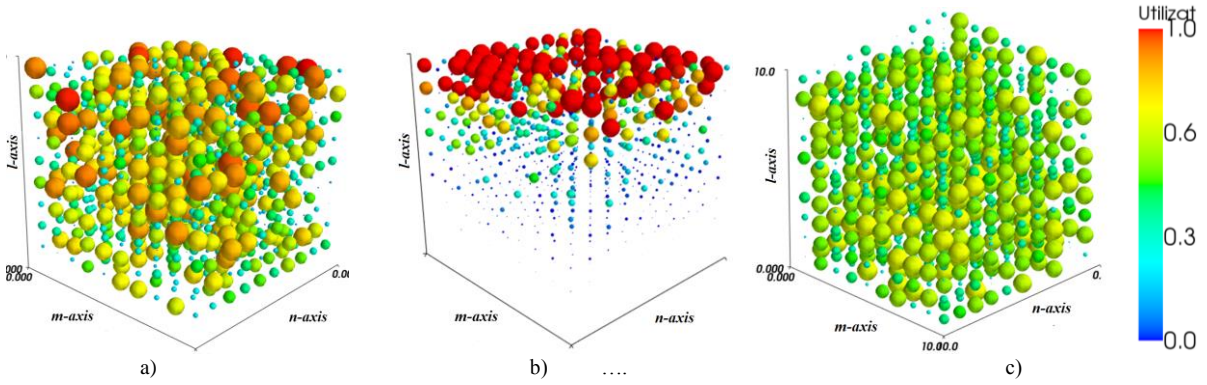 Utilizat
1.0
0.6
0.3
0.0
l-axis
000
0.000
0.0
m-axis
n-axis
a)
l-axis
m-axis
n-axis
b)
....
10.0
l-axis
0.000
0.
m-axis
n-axis
c)